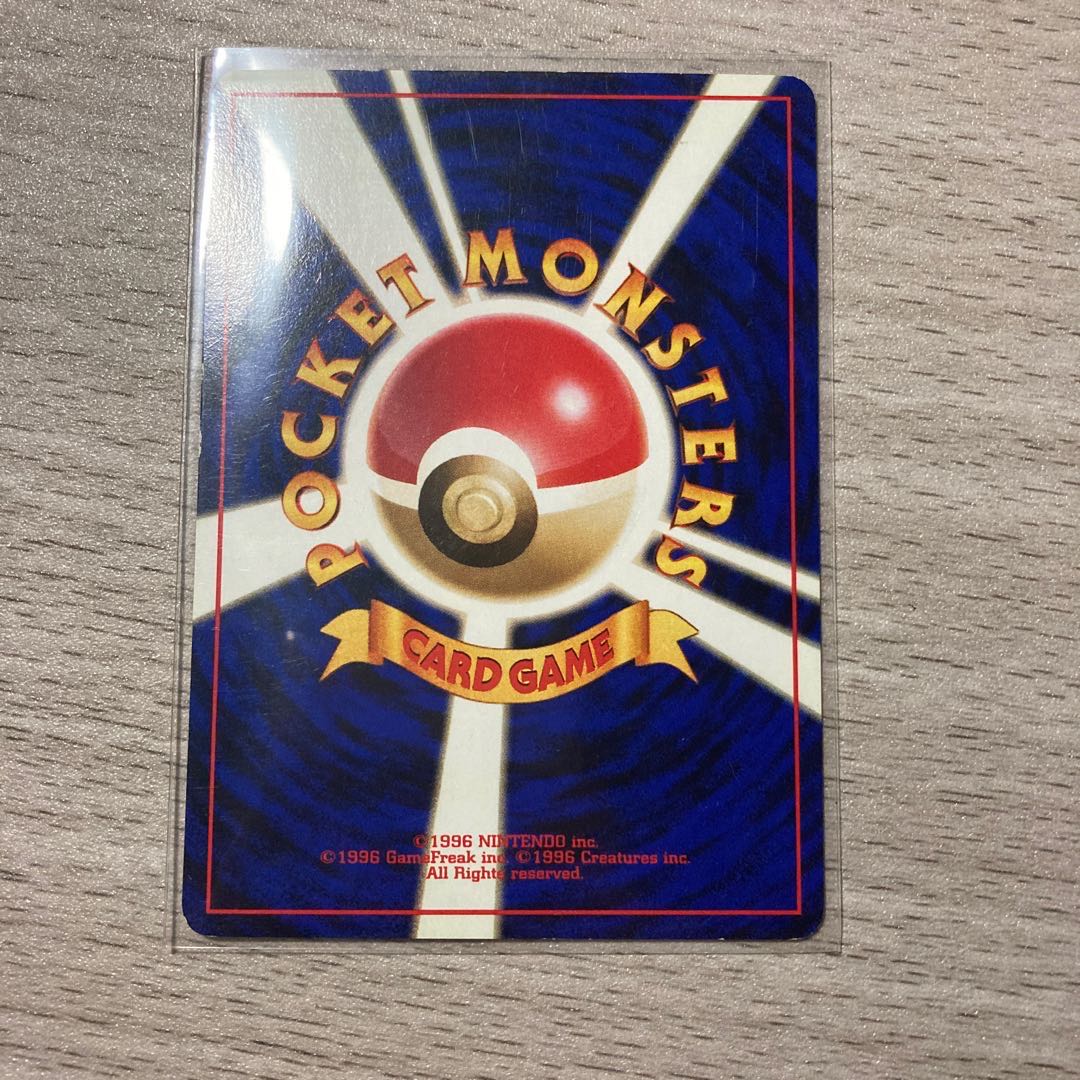 POCKET MONSTERS
CARD GAME
©1996 NINTENDO inc.
©1996 GameFreak inc. ©1996 Creatures inc.
All Rights reserved.